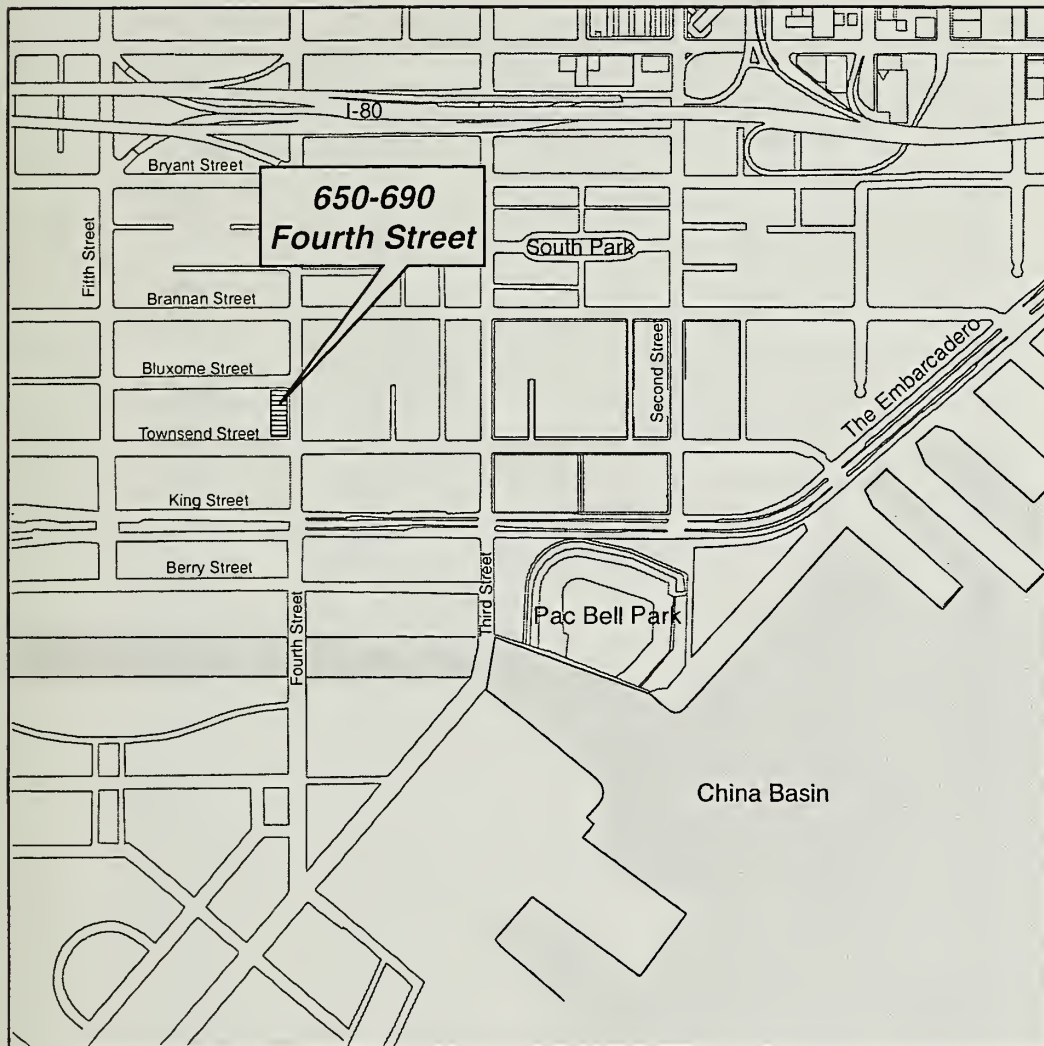 I-80
Bryant Street
650-690
Fourth Street
South Park
Fifth Street
Brannan Street
Bluxome Street
Second Street
The Embarcadero
Townsend Street
King Street
Berry Street
Third Street
Fourth Street
Pac Bell Park
China Basin